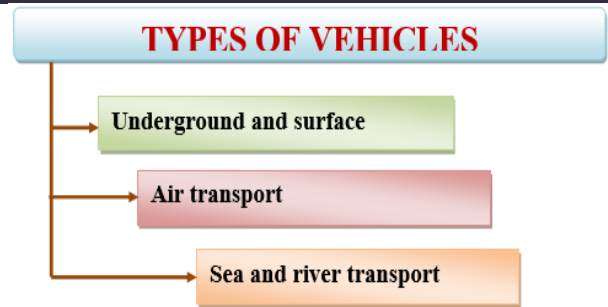 TYPES OF VEHICLES
Underground and surface
Air transport
Sea and river transport